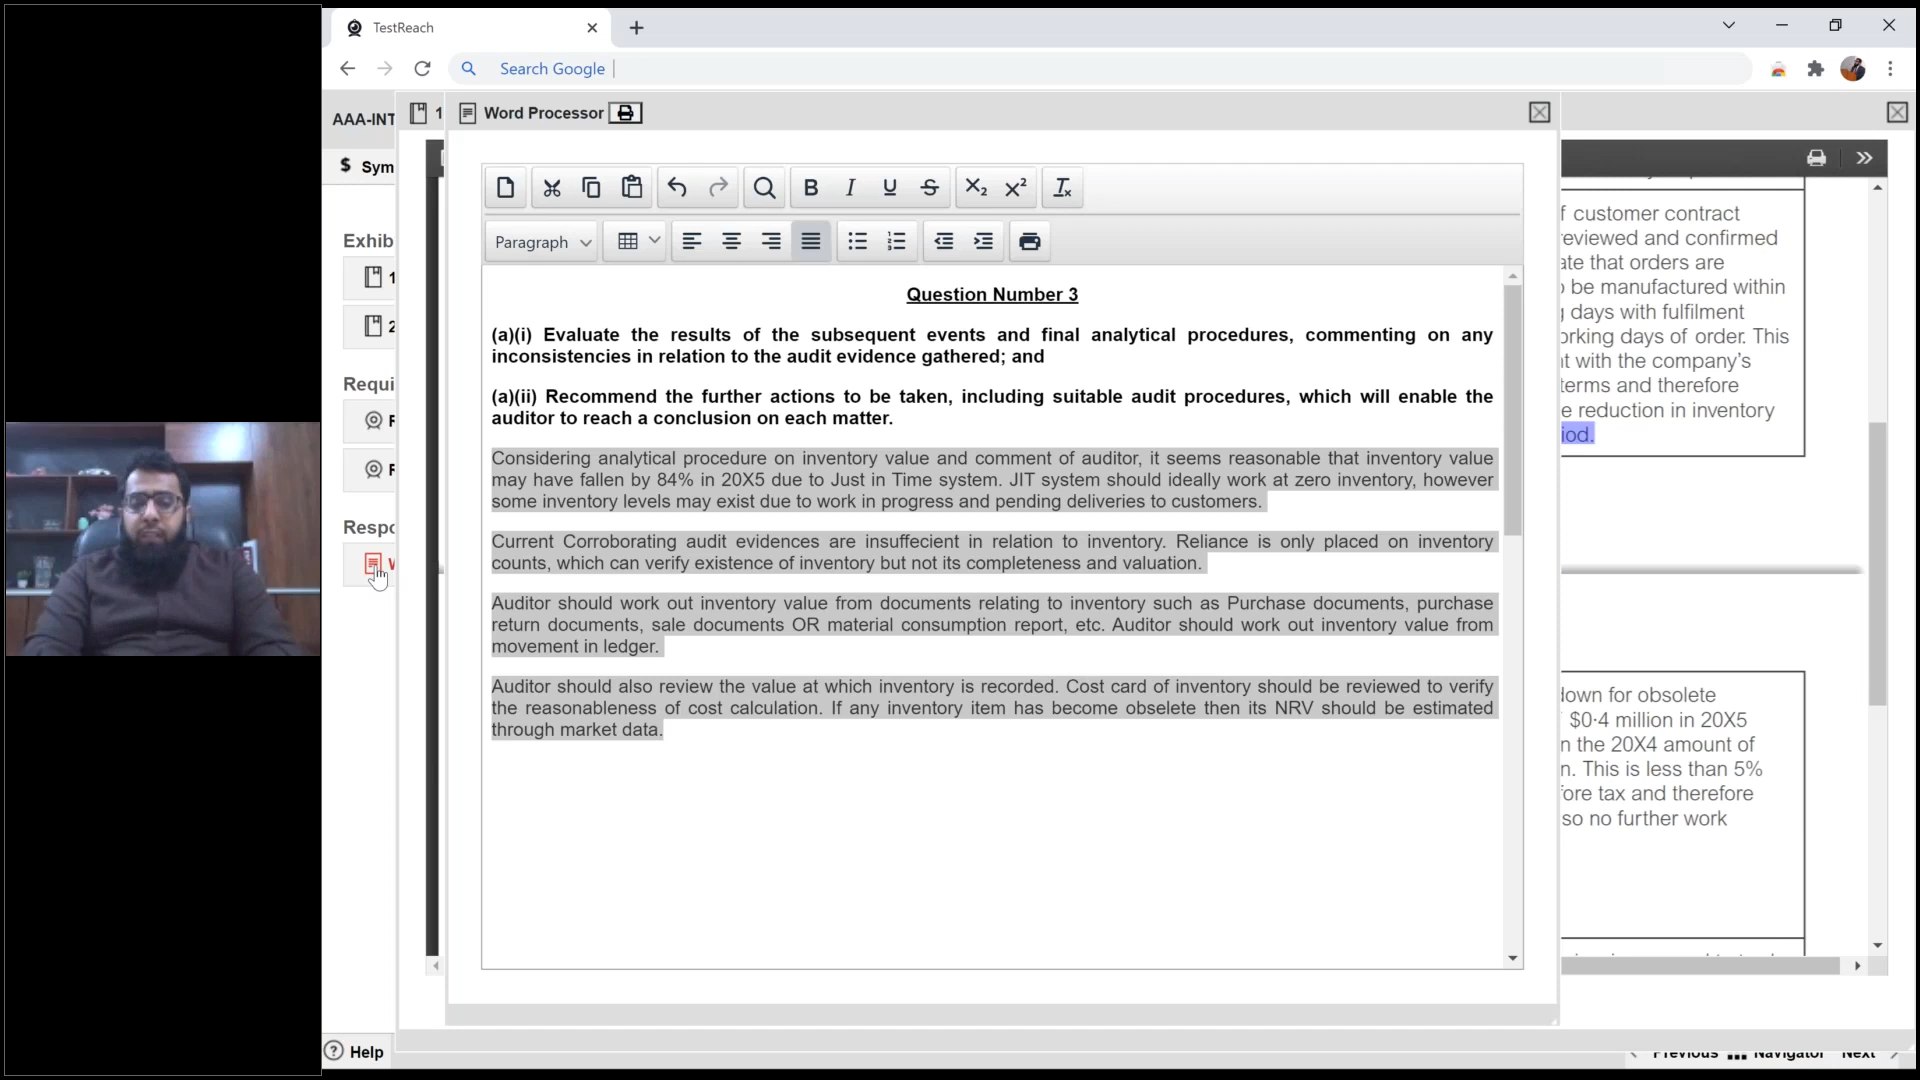 TestReach
Search Google
AAA-INT
1
Word Processor
$ Sym
Paragraph
Exhib
1
2
Requi
Respo
Question Number 3
(a)(i) Evaluate the results of the subsequent events and final analytical procedures, commenting on any
inconsistencies in relation to the audit evidence gathered; and
(a)(ii) Recommend the further actions to be taken, including suitable audit procedures, which will enable the
auditor to reach a conclusion on each matter.
Considering analytical procedure on inventory value and comment of auditor, it seems reasonable that inventory value
may have fallen by 84% in 20X5 due to Just in Time system. JIT system should ideally work at zero inventory, however
some inventory levels may exist due to work in progress and pending deliveries to customers.
Current Corroborating audit evidences are insuffecient in relation to inventory. Reliance is only placed on inventory
counts, which can verify existence of inventory but not its completeness and valuation.
Auditor should work out inventory value from documents relating to inventory such as Purchase documents, purchase
return documents, sale documents OR material consumption report, etc. Auditor should work out inventory value from
movement in ledger.
Auditor should also review the value at which inventory is recorded. Cost card of inventory should be reviewed to verify
the reasonableness of cost calculation. If any inventory item has become obselete then its NRV should be estimated
through market data.
f customer contract
eviewed and confirmed
ate that orders are
be manufactured within
days with fulfilment
orking days of order. This
t with the company's
terms and therefore
e reduction in inventory
iod.
down for obsolete
$0·4 million in 20X5
n the 20X4 amount of
n. This is less than 5%
fore tax and therefore
so no further work
Help
Previous
Navigator
Next